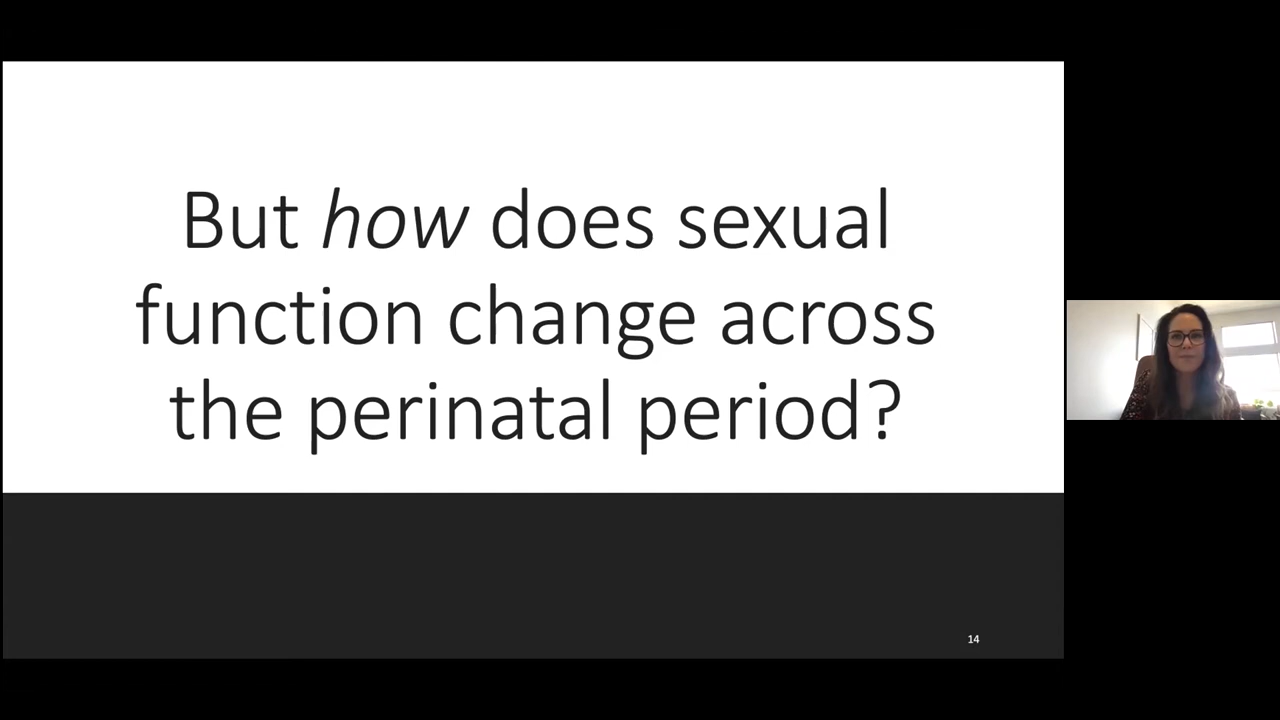 But how does sexual
function change across
the perinatal period?
14